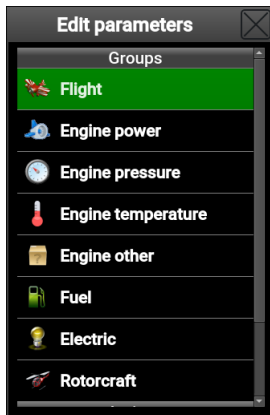 Edit parameters
Groups
Flight
Engine power
Engine pressure
Engine temperature
Engine other
Fuel
Electric
Rotorcraft